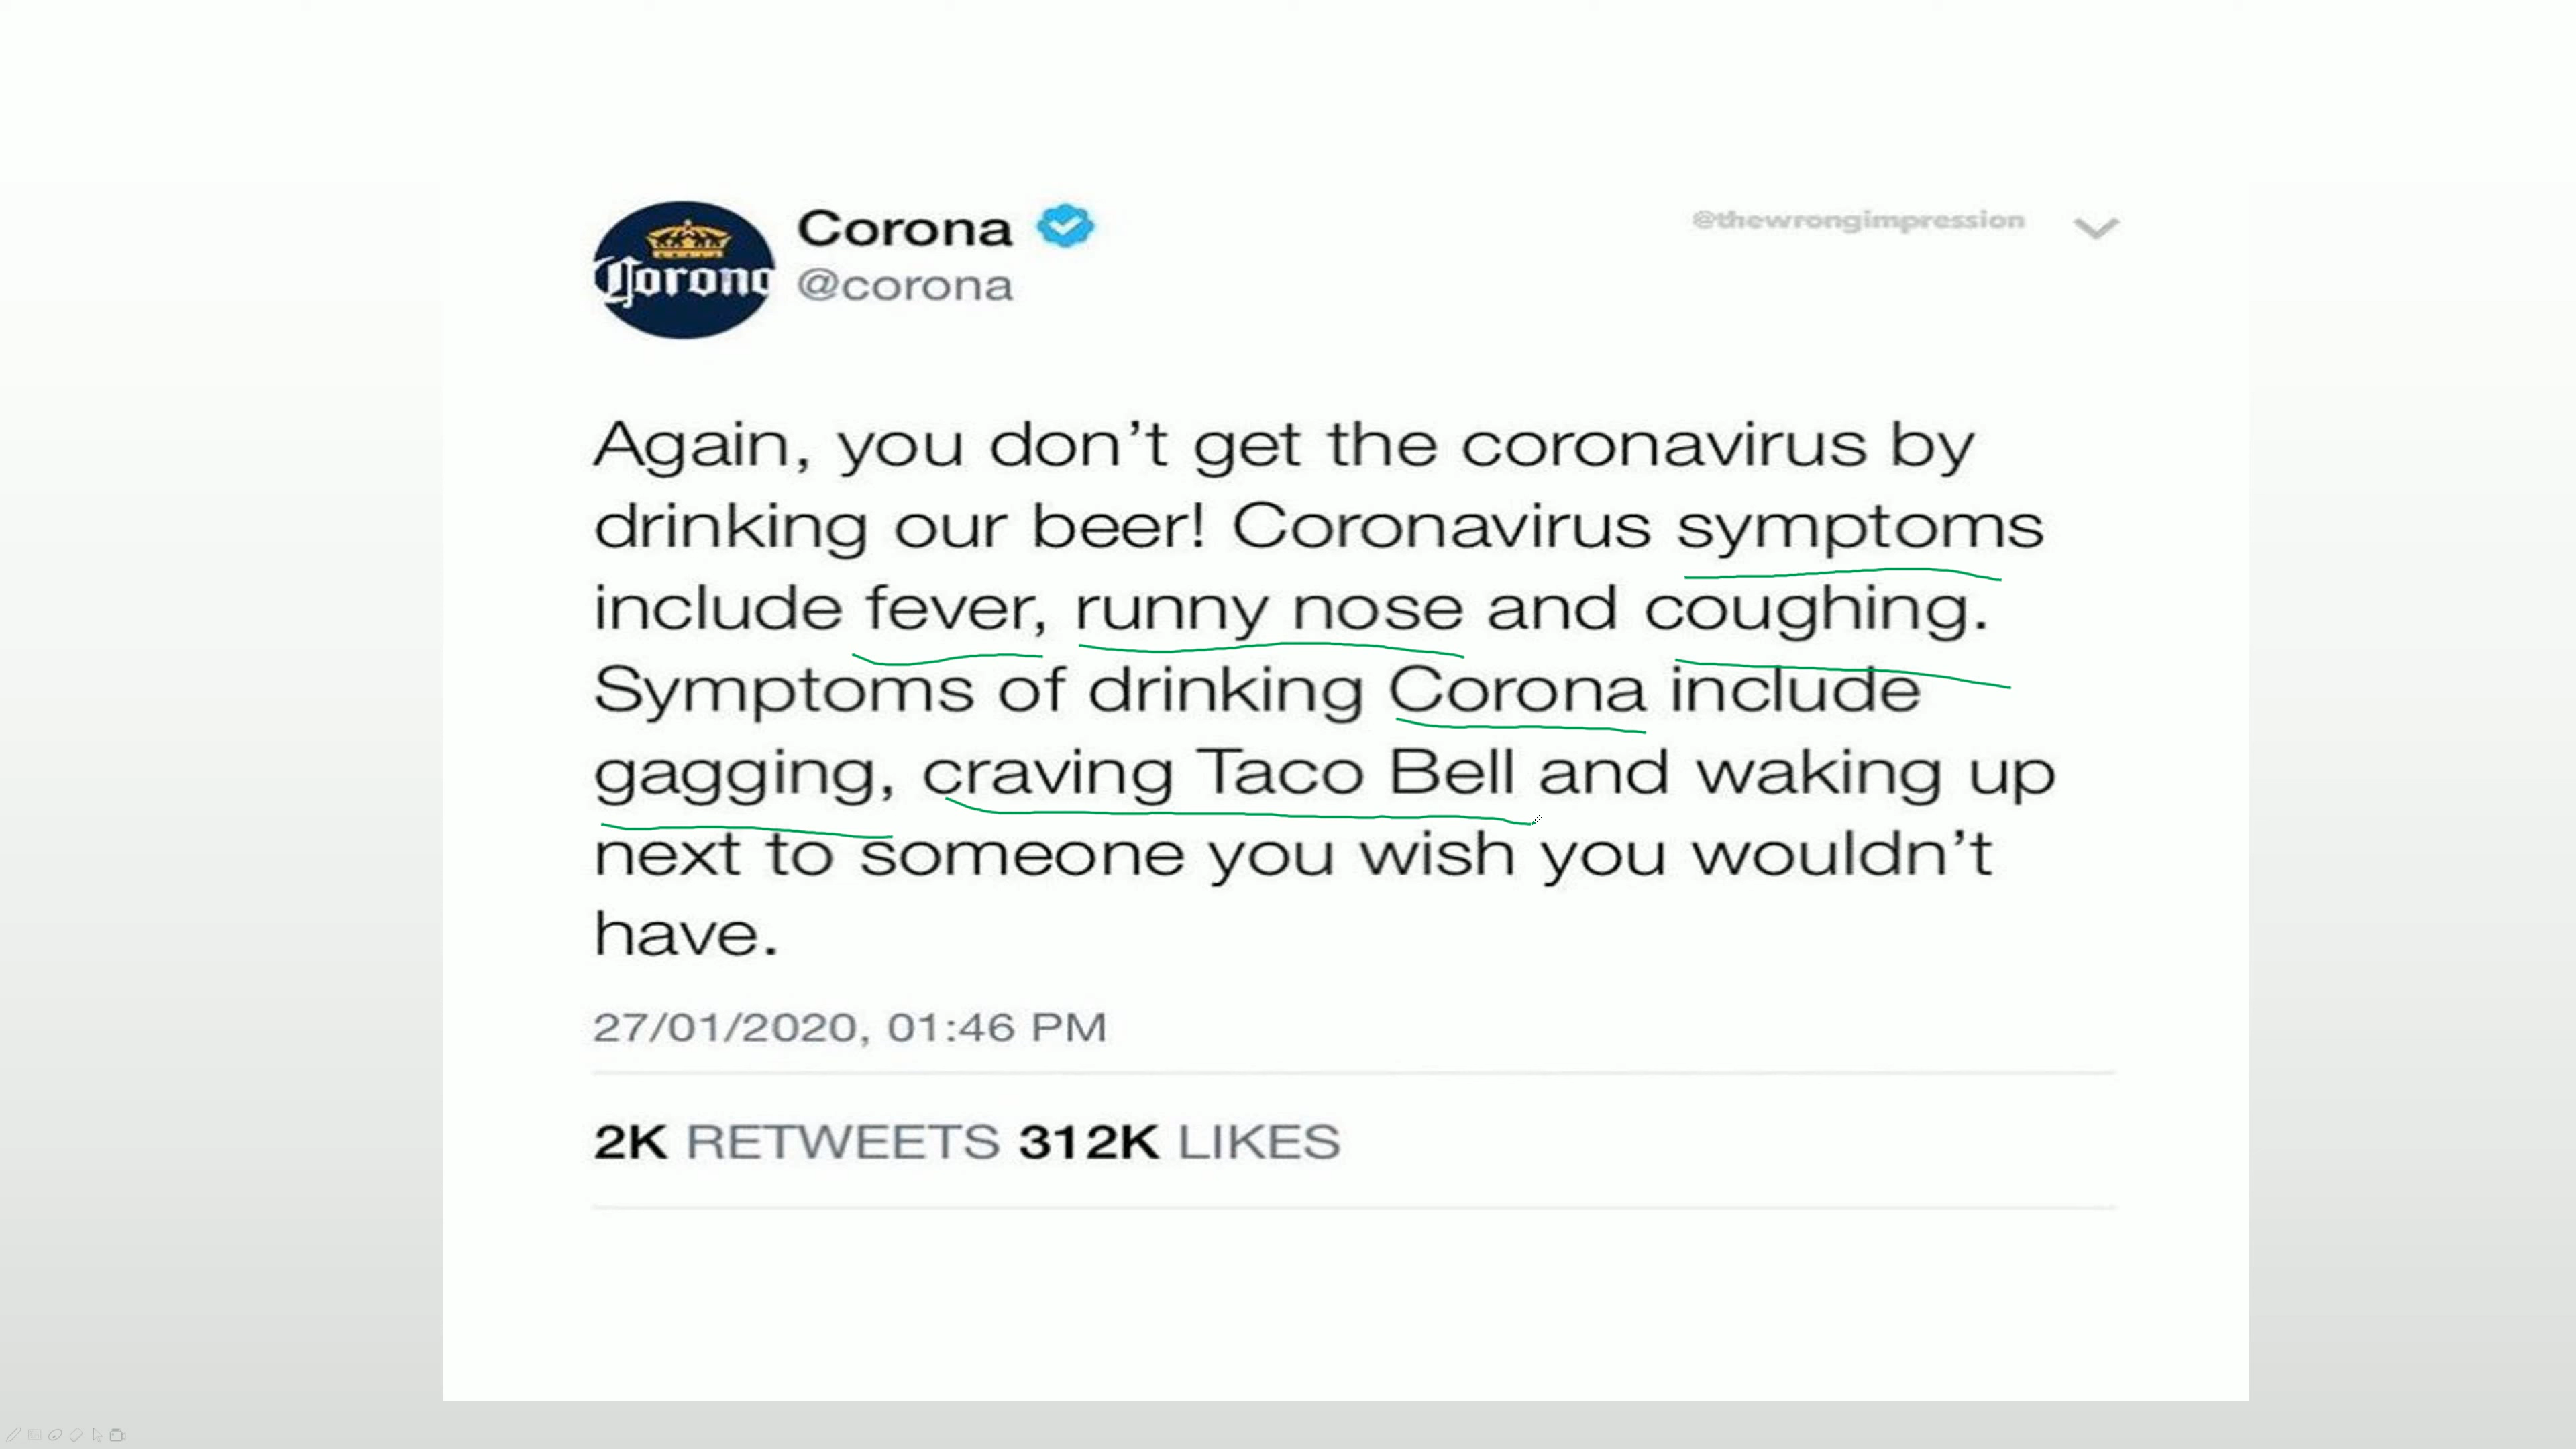 Corona
@thewrongimpression
Corona
@corona
Again, you don’t get the coronavirus by
drinking our beer! Coronavirus symptoms
include fever, runny nose and coughing.
Symptoms of drinking Corona include
gagging, craving Taco Bell and waking up
next to someone you wish you wouldn’t
have.
27/01/2020, 01:46 PM
2K RETWEETS 312K LIKES